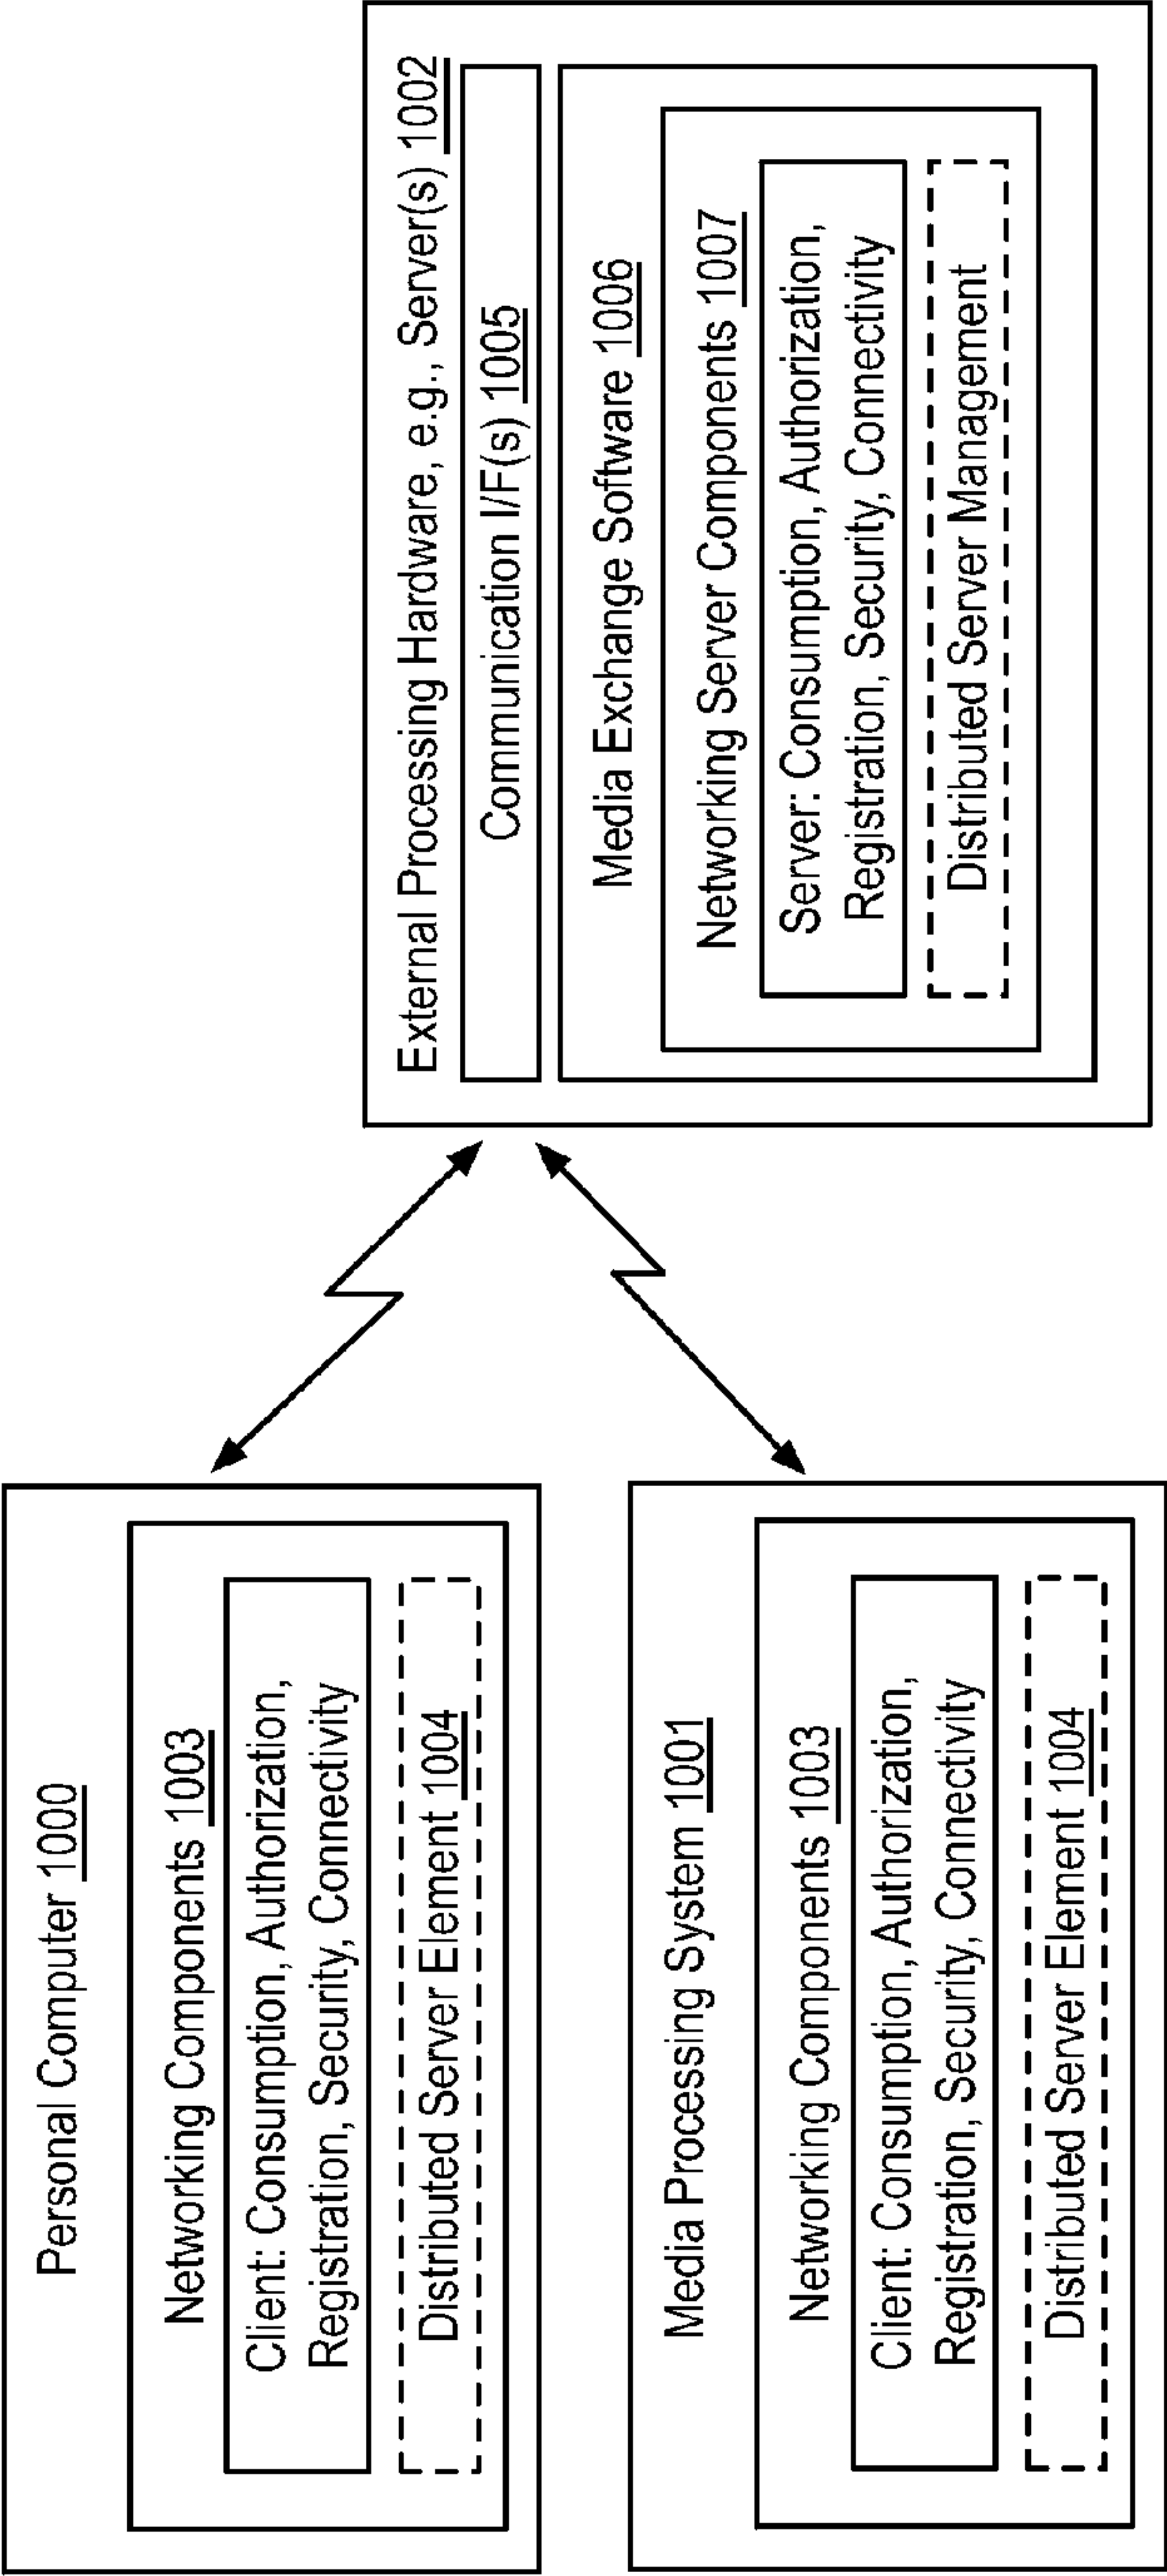 Personal Computer 1000
Networking Components 1003
Client: Consumption, Authorization,
Registration, Security, Connectivity
Distributed Server Element 1004
Media Processing System 1001
Networking Components 1003
Client: Consumption, Authorization,
Registration, Security, Connectivity
Distributed Server Element 1004
External Processing Hardware, e.g., Server(s) 1002
Communication I/F(s) 1005
Media Exchange Software 1006
Networking Server Components 1007
Server: Consumption, Authorization,
Registration, Security, Connectivity
Distributed Server Management